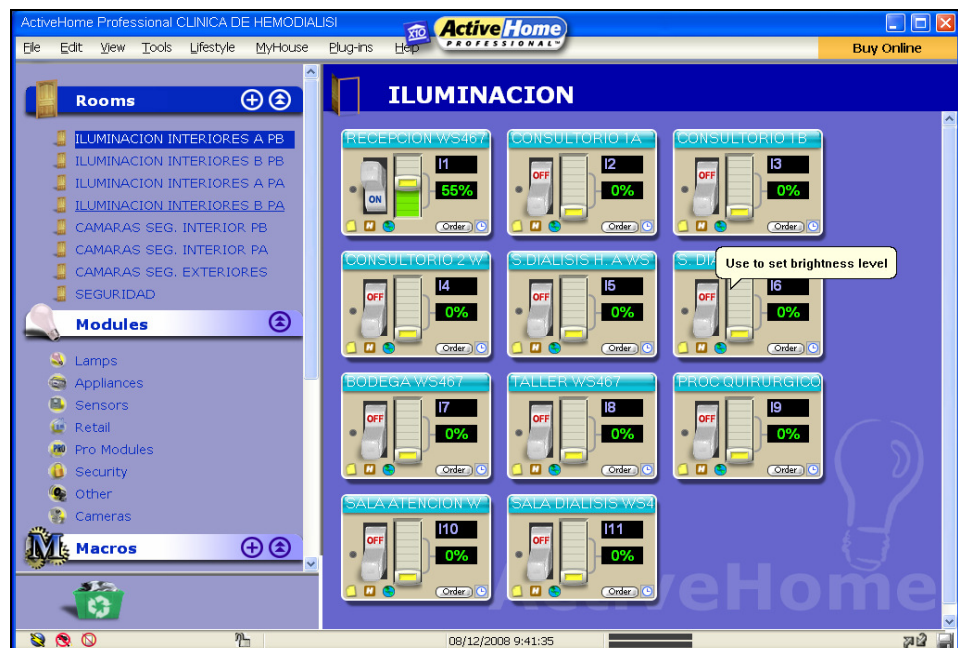 ActiveHome Professional CLINICA DE HEMODIALISI
X10 ActiveHome
PROFESSIONAL™
File Edit View Tools Lifestyle MyHouse Plug-ins Help Buy Online
Rooms
ILUMINACION INTERIORES A PB
ILUMINACION INTERIORES B PB
ILUMINACION INTERIORES A PA
ILUMINACION INTERIORES B PA
CAMARAS SEG. INTERIOR PB
CAMARAS SEG. INTERIOR PA
CAMARAS SEG. EXTERIORES
SEGURIDAD
Modules
Lamps
Appliances
Sensors
Retail
PRO Pro Modules
Security
Other
Cameras
Macros
ILUMINACION
RECEPCION WS467
I1
ON 55%
Order
CONSULTORIO 1A
I2
OFF
0%
Order
CONSULTORIO 1B
I3
OFF
0%
Order
CONSULTORIO 2 W
I4
OFF
0%
Order
S.DIALISIS H. A WS
I5
OFF
0%
Order
S. DIA
Use to set brightness level
I6
OFF
0%
Order
BODEGA WS467
I7
OFF
0%
Order
TALLER WS467
I8
OFF
0%
Order
PROC QUIRURGICO
I9
OFF
0%
Order
SALA ATENCION W
I10
OFF
0%
Order
SALA DIALISIS WS4
I11
OFF
0%
Order
ActiveHome
08/12/2008 9:41:35